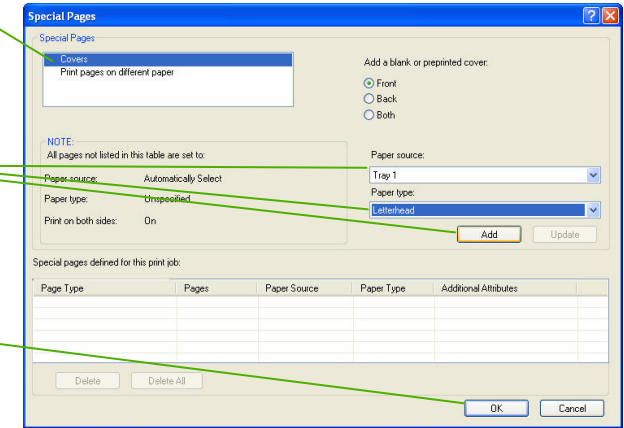 Special Pages
Special Pages
Covers
Print pages on different paper
Add a blank or preprinted cover:
Front
Back
Both
NOTE:
All pages not listed in this table are set to:
Paper source: Automatically Select
Paper type: Unspecified
Print on both sides: On
Paper source:
Tray 1
Paper type:
Letterhead
Add Update
Special pages defined for this print job:
Page Type Pages Paper Source Paper Type Additional Attributes
Delete Delete All
OK Cancel